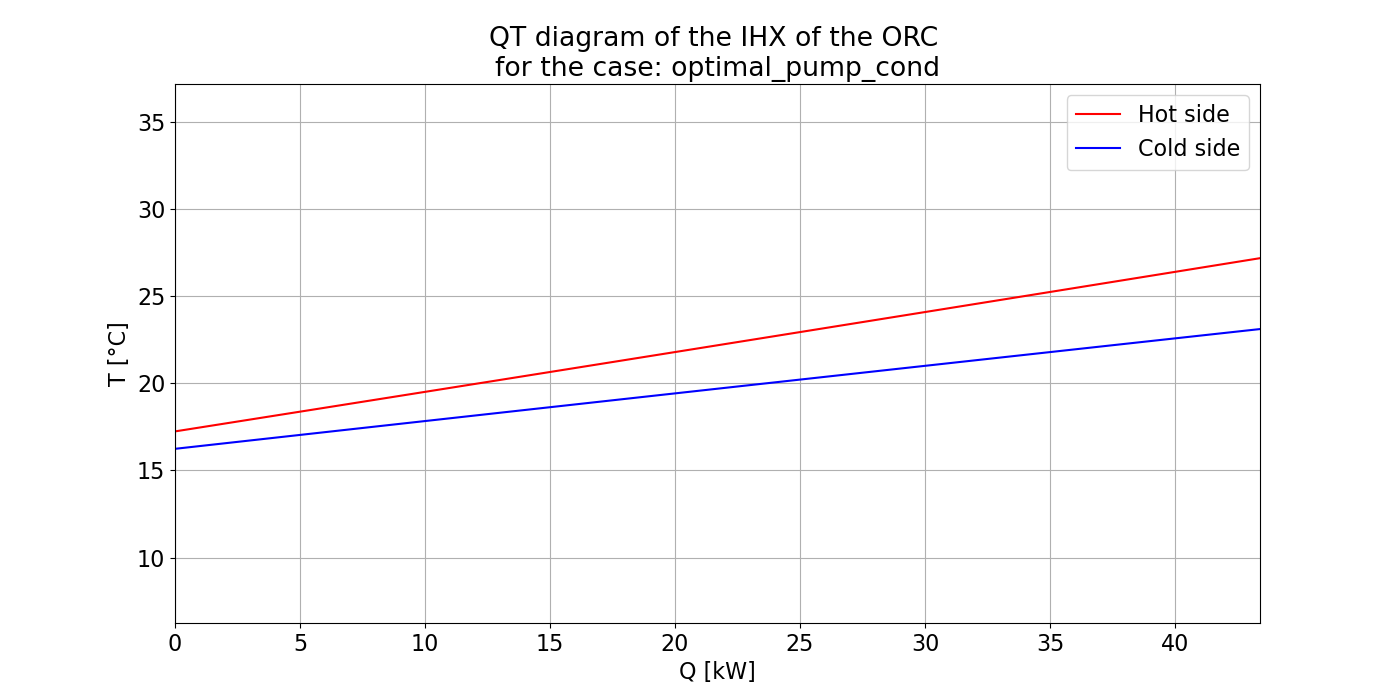 QT diagram of the IHX of the ORC
for the case: optimal_pump_cond
Hot side
Cold side
T [°C]
35
30
25
20
15
10
0 5 10 15 20 25 30 35 40
Q [kW]